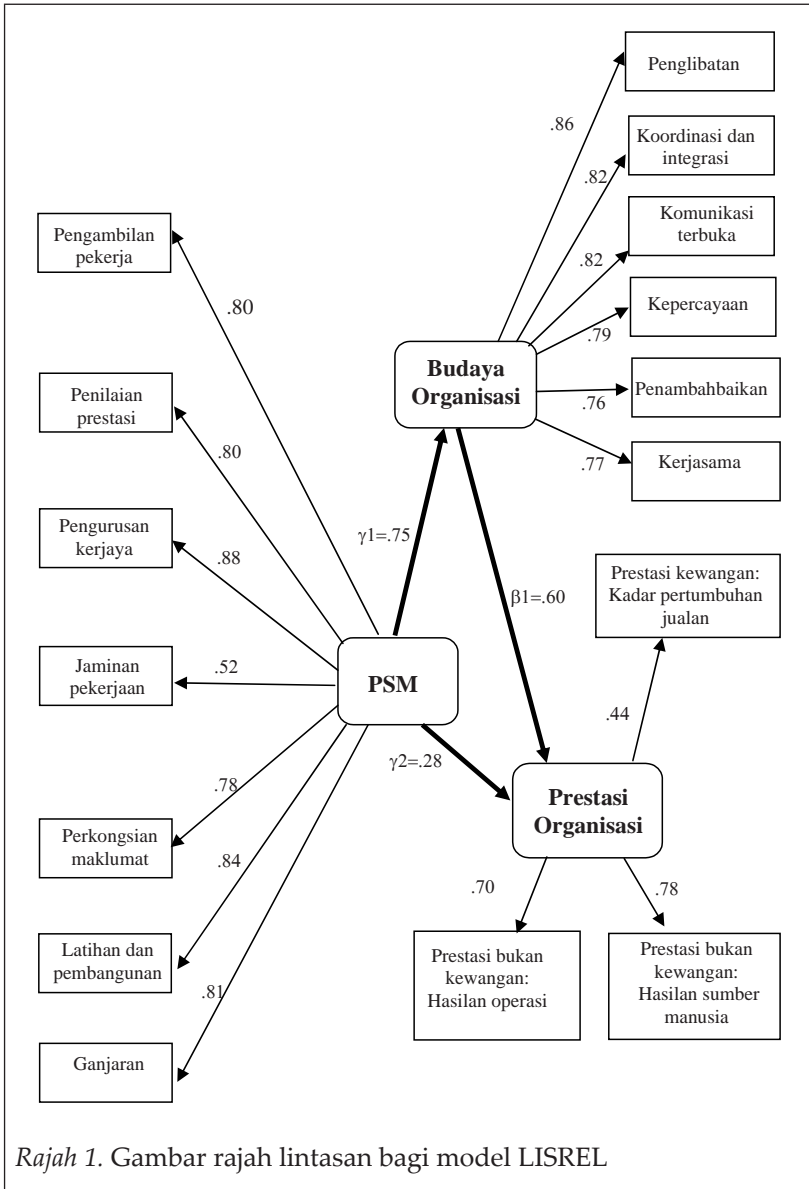 Penglibatan
.86
Koordinasi dan
integrasi
.82
Komunikasi
terbuka
.82
Kepercayaan
.79
Budaya
Organisasi
Penambahbaikan
.76
Kerjasama
.77
Pengambilan
pekerja
.80
Penilaian
prestasi
.80
Pengurusan
kerjaya
.88
Jaminan
pekerjaan
.52
Perkongsian
maklumat
.78
Latihan dan
pembangunan
.84
Ganjaran
.81
PSM
γ1=.75
β1=.60
γ2=.28
Prestasi kewangan:
Kadar pertumbuhan
jualan
.44
Prestasi
Organisasi
.70
.78
Prestasi bukan
kewangan:
Hasilan operasi
Prestasi bukan
kewangan:
Hasilan sumber
manusia
Rajah 1. Gambar rajah lintasan bagi model LISREL